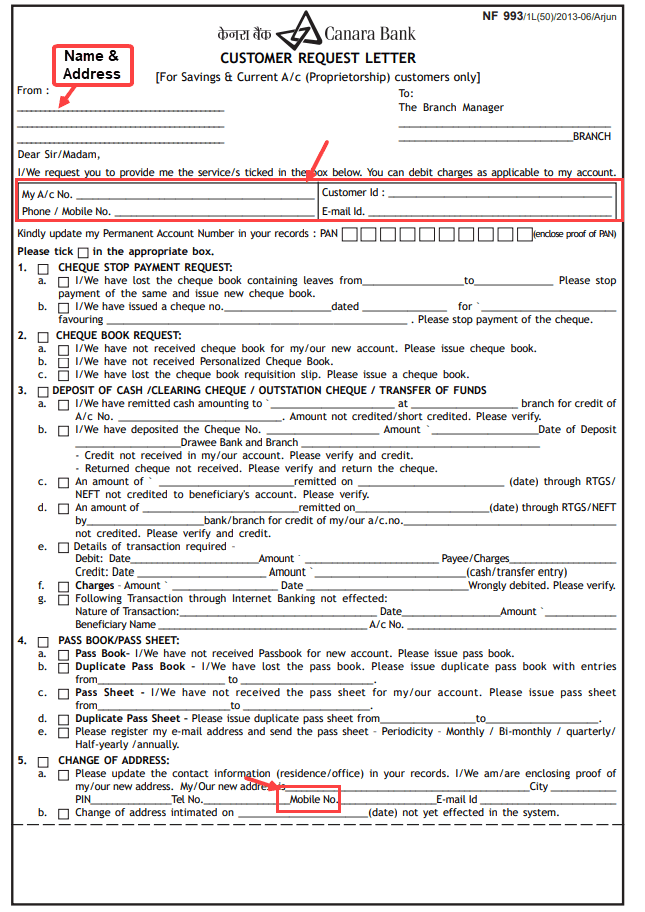 NF 993/1L(50)/2013-06/Arjun
केनरा बैंक Canara Bank
CUSTOMER REQUEST LETTER
[For Savings & Current A/c (Proprietorship) customers only]
Name &
Address
From :
To:
The Branch Manager
BRANCH
Dear Sir/Madam,
I/We request you to provide me the service/s ticked in the box below. You can debit charges as applicable to my account.
My A/c No. Customer Id :
Phone / Mobile No. E-mail Id.
Kindly update my Permanent Account Number in your records : PAN (enclose proof of PAN)
Please tick in the appropriate box.
1. CHEQUE STOP PAYMENT REQUEST:
a. I/We have lost the cheque book containing leaves from to Please stop
payment of the same and issue new cheque book.
b. I/We have issued a cheque no. dated for `
favouring . Please stop payment of the cheque.
2. CHEQUE BOOK REQUEST:
a. I/We have not received cheque book for my/our new account. Please issue cheque book.
b. I/We have not received Personalized Cheque Book.
c. I/We have lost the cheque book requisition slip. Please issue a cheque book.
3. DEPOSIT OF CASH /CLEARING CHEQUE / OUTSTATION CHEQUE / TRANSFER OF FUNDS
a. I/We have remitted cash amounting to ` at branch for credit of
A/c No. . Amount not credited/short credited. Please verify.
b. I/We have deposited the Cheque No. Amount ` Date of Deposit
Drawee Bank and Branch
- Credit not received in my/our account. Please verify and credit.
- Returned cheque not received. Please verify and return the cheque.
c. An amount of ` remitted on (date) through RTGS/
NEFT not credited to beneficiary's account. Please verify.
d. An amount of remitted on (date) through RTGS/NEFT
by bank/branch for credit of my/our a/c.no.
not credited. Please verify and credit.
e. Details of transaction required -
Debit: Date Amount ` Payee/Charges
Credit: Date Amount ` (cash/transfer entry)
f. Charges - Amount ` Date Wrongly debited. Please verify.
g. Following Transaction through Internet Banking not effected:
Nature of Transaction: Date Amount `
Beneficiary Name A/c No.
4. PASS BOOK/PASS SHEET:
a. Pass Book- I/We have not received Passbook for new account. Please issue pass book.
b. Duplicate Pass Book - I/We have lost the pass book. Please issue duplicate pass book with entries
from to .
c. Pass Sheet - I/We have not received the pass sheet for my/our account. Please issue pass sheet
from to .
d. Duplicate Pass Sheet - Please issue duplicate pass sheet from to .
e. Please register my e-mail address and send the pass sheet - Periodicity - Monthly / Bi-monthly / quarterly/
Half-yearly /annually.
5. CHANGE OF ADDRESS:
a. Please update the contact information (residence/office) in your records. I/We am/are enclosing proof of
my/our new address. My/Our new address City
PIN Tel No. Mobile No. E-mail Id
b. Change of address intimated on (date) not yet effected in the system.